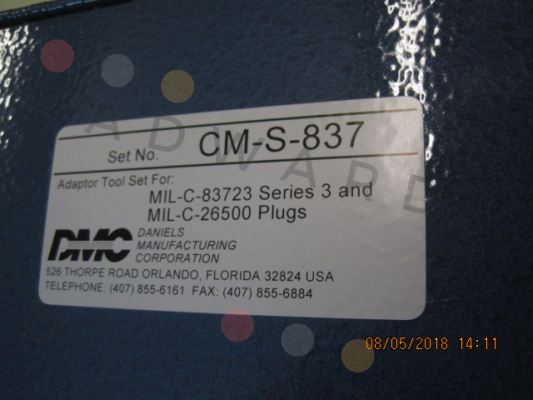 Set No. CM-S-837
Adaptor Tool Set For:
MIL-C-83723 Series 3 and
MIL-C-26500 Plugs
DMC DANIELS
MANUFACTURING
CORPORATION
526 THORPE ROAD ORLANDO, FLORIDA 32824 USA
TELEPHONE: (407) 855-6161 FAX: (407) 855-6884
ADWARD
08/05/2018 14:11